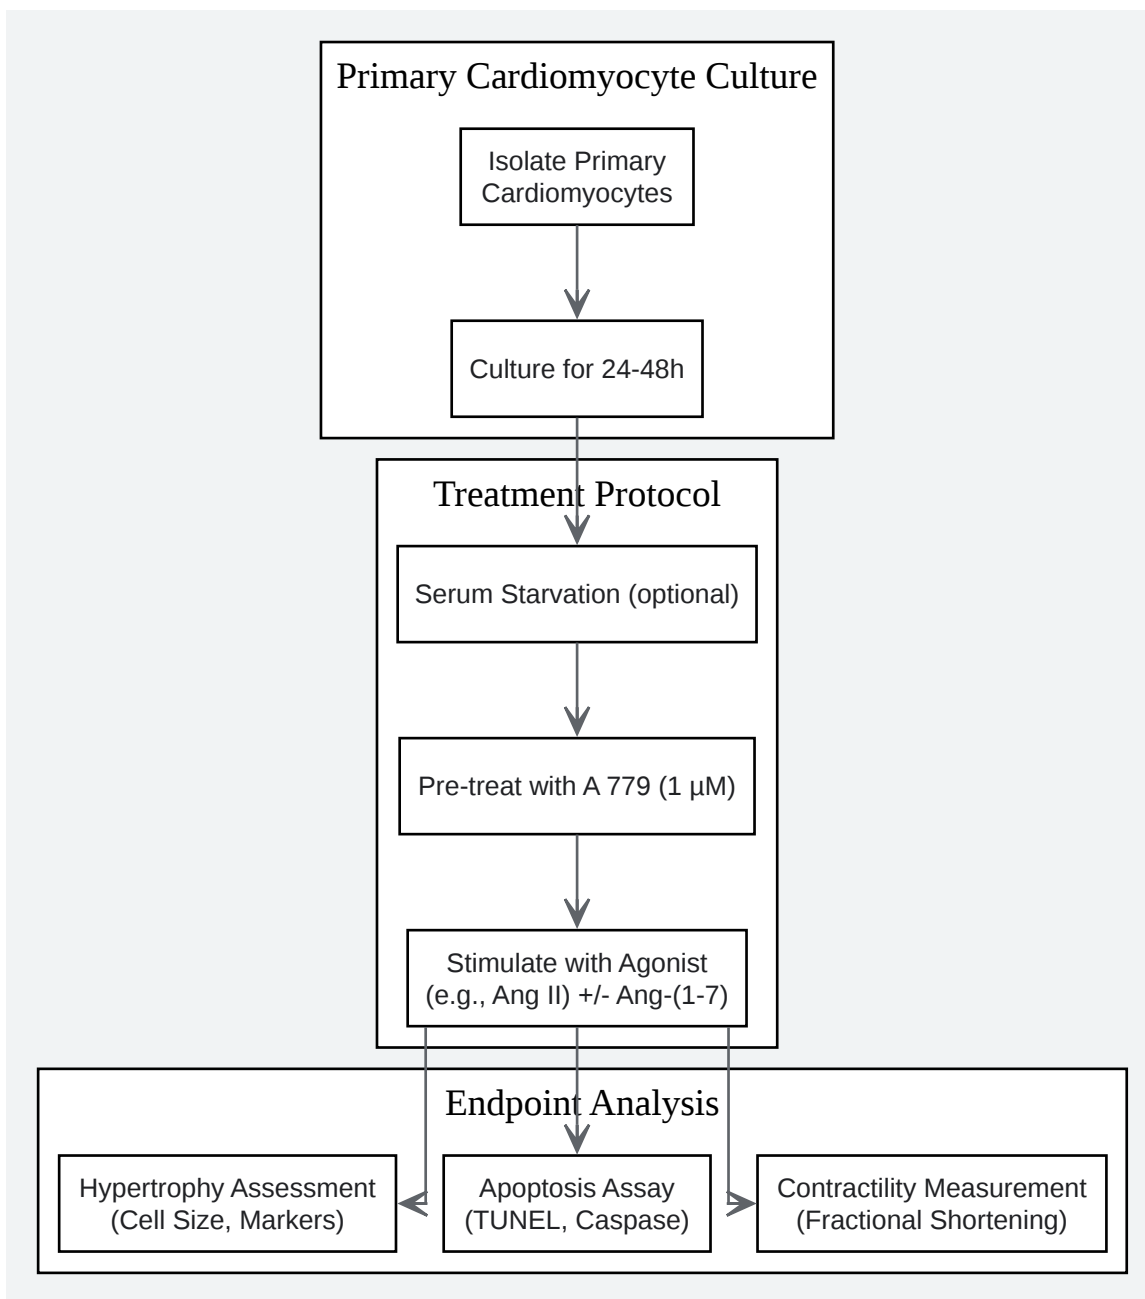 Primary Cardiomyocyte Culture
Isolate Primary
Cardiomyocytes
Culture for 24-48h
Treatment Protocol
Serum Starvation (optional)
Pre-treat with A 779 (1 µM)
Stimulate with Agonist
(e.g., Ang II) +/- Ang-(1-7)
Endpoint Analysis
Hypertrophy Assessment
(Cell Size, Markers)
Apoptosis Assay
(TUNEL, Caspase)
Contractility Measurement
(Fractional Shortening)